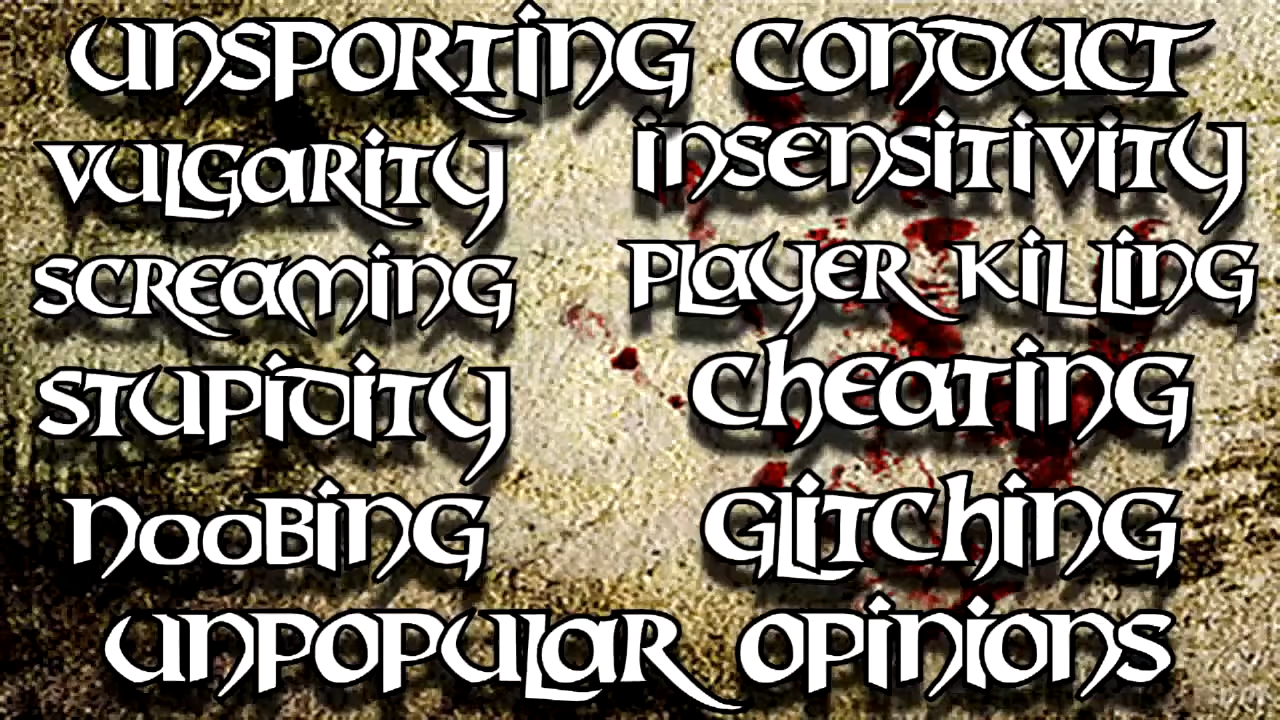 UNSPORTING CONDUCT
VULGARITY INSENSITIVITY
SCREAMING PLAYER KILLING
STUPIDITY CHEATING
NOOBING GLITCHING
UNPOPULAR OPINIONS